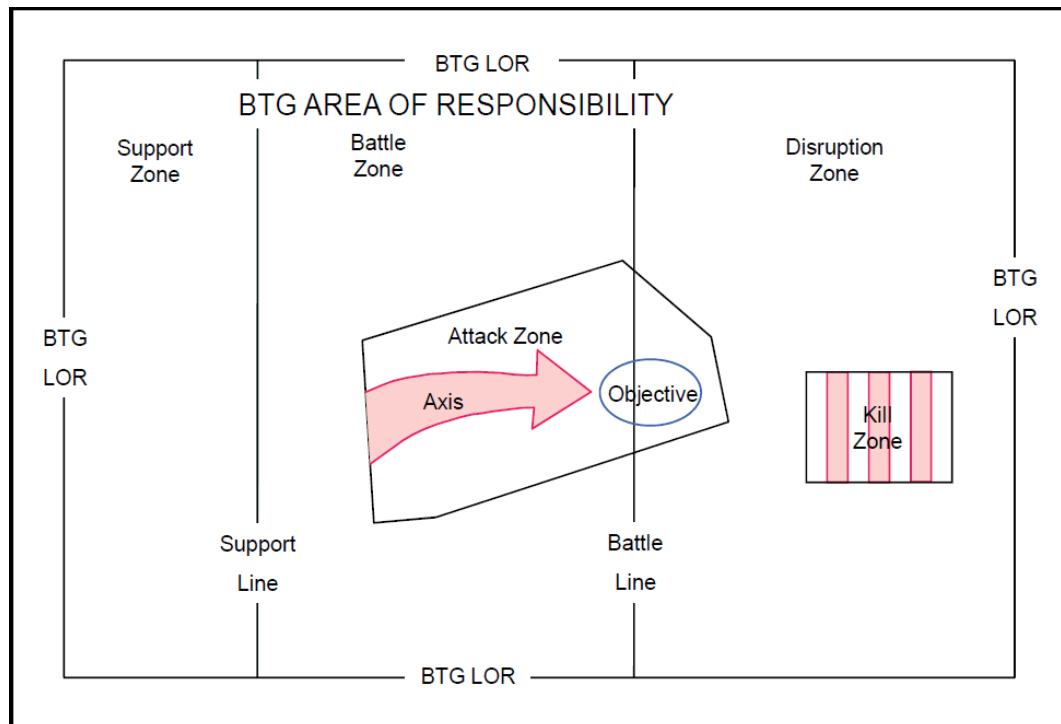 BTG LOR
BTG AREA OF RESPONSIBILITY
Support
Zone
Battle
Zone
Disruption
Zone
BTG
LOR
BTG
LOR
Attack Zone
Axis
Objective
Kill
Zone
Support
Line
Battle
Line
BTG LOR